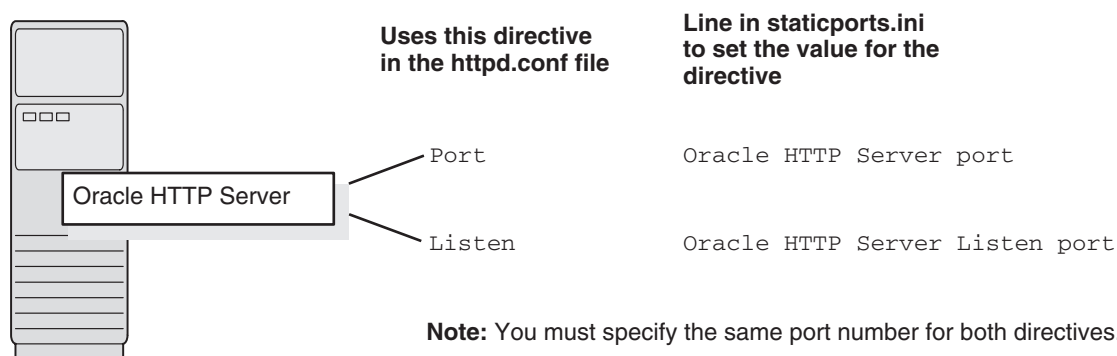 Uses this directive
in the httpd.conf file
Line in staticports.ini
to set the value for the
directive
Port
Oracle HTTP Server port
Oracle HTTP Server
Listen
Oracle HTTP Server Listen port
Note: You must specify the same port number for both directives